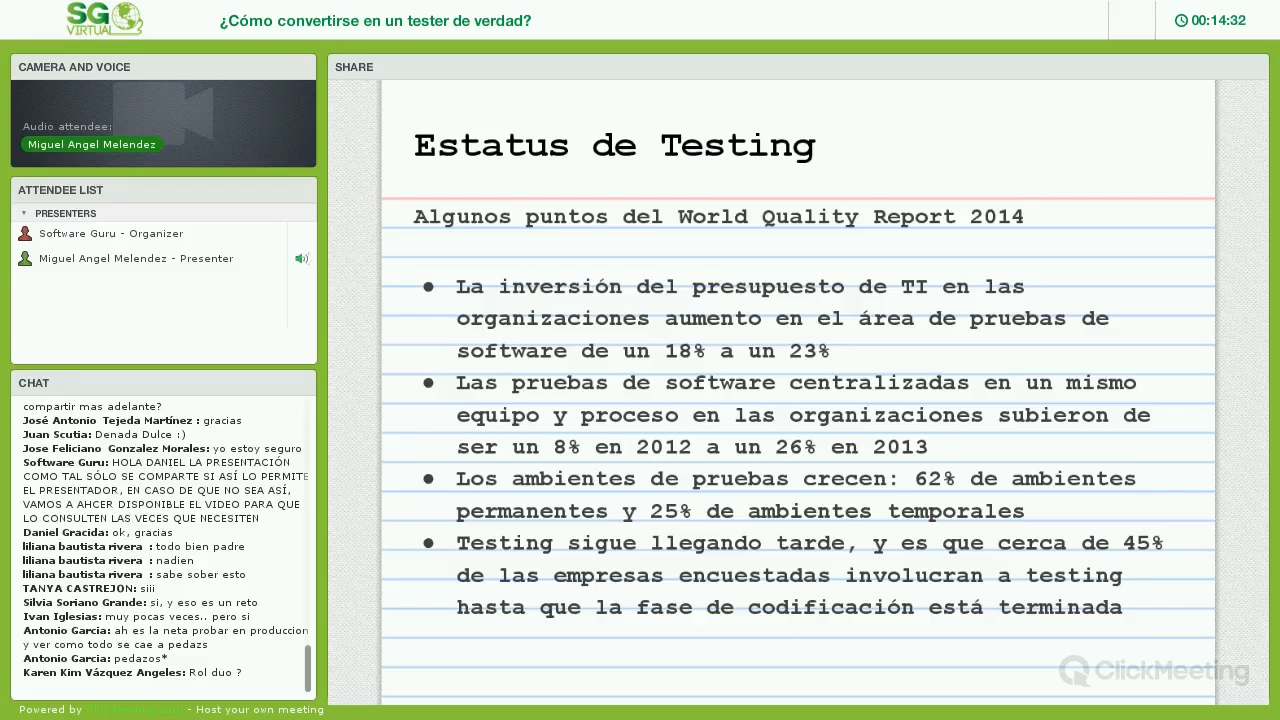 SG
VIRTUAL
¿Cómo convertirse en un tester de verdad?
00:14:32
CAMERA AND VOICE
Audio attendee:
Miguel Angel Melendez
ATTENDEE LIST
PRESENTERS
Software Guru - Organizer
Miguel Angel Melendez - Presenter
CHAT
compartir mas adelante?
José Antonio Tejeda Martínez : gracias
Juan Scutia: Denada Dulce :)
Jose Feliciano Gonzalez Morales: yo estoy seguro
Software Guru: HOLA DANIEL LA PRESENTACIÓN
COMO TAL SÓLO SE COMPARTE SI ASÍ LO PERMITE
EL PRESENTADOR, EN CASO DE QUE NO SEA ASÍ,
VAMOS A AHCER DISPONIBLE EL VIDEO PARA QUE
LO CONSULTEN LAS VECES QUE NECESITEN
Daniel Gracida: ok, gracias
liliana bautista rivera : todo bien padre
liliana bautista rivera : nadien
liliana bautista rivera : sabe sober esto
TANYA CASTREJON: siii
Silvia Soriano Grande: si, y eso es un reto
Ivan Iglesias: muy pocas veces.. pero si
Antonio Garcia: ah es la neta probar en produccion
y ver como todo se cae a pedazs
Antonio Garcia: pedazos*
Karen Kim Vázquez Angeles: Rol duo ?
Powered by - Host your own meeting
SHARE
Estatus de Testing
Algunos puntos del World Quality Report 2014
● La inversión del presupuesto de TI en las
organizaciones aumento en el área de pruebas de
software de un 18% a un 23%
● Las pruebas de software centralizadas en un mismo
equipo y proceso en las organizaciones subieron de
ser un 8% en 2012 a un 26% en 2013
● Los ambientes de pruebas crecen: 62% de ambientes
permanentes y 25% de ambientes temporales
● Testing sigue llegando tarde, y es que cerca de 45%
de las empresas encuestadas involucran a testing
hasta que la fase de codificación está terminada
ClickMeeting